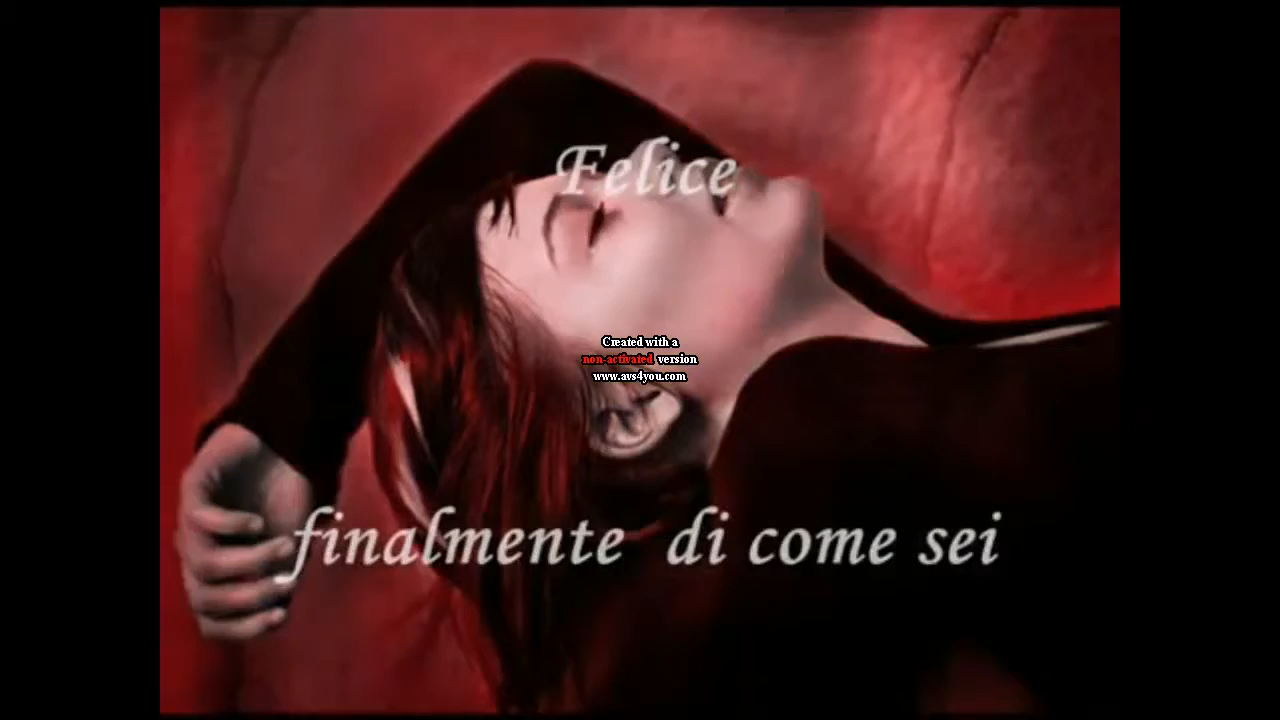 Felice
Created with a
non-activated version
www.avs4you.com
finalmente di come sei